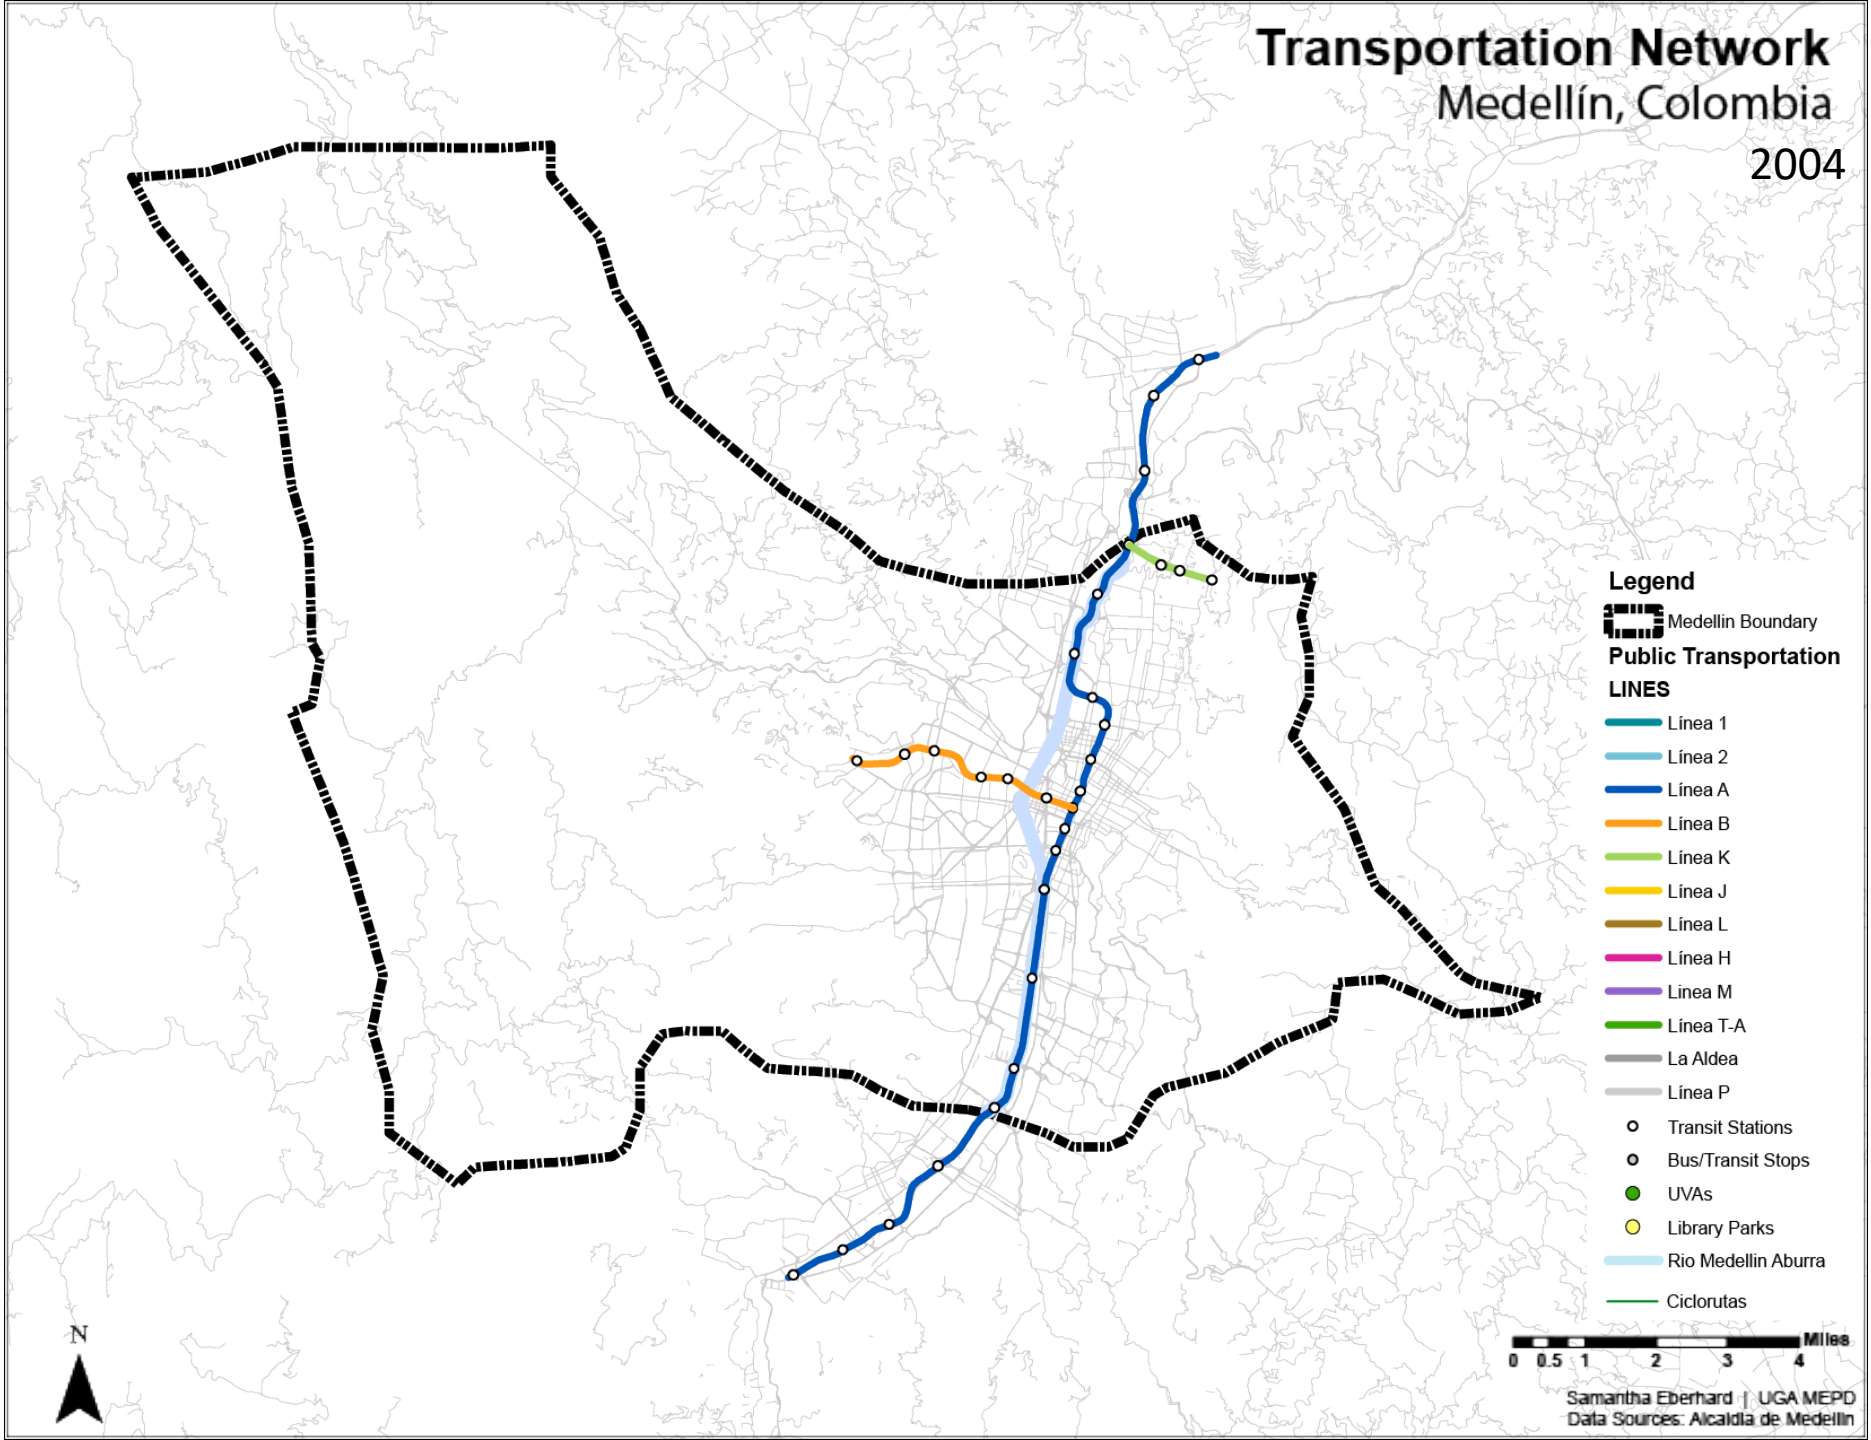 Transportation Network
Medellín, Colombia
2004
Legend
Medellin Boundary
Public Transportation
LINES
Línea 1
Línea 2
Línea A
Línea B
Línea K
Línea J
Línea L
Línea H
Linea M
Línea T-A
La Aldea
Línea P
Transit Stations
Bus/Transit Stops
UVAs
Library Parks
Rio Medellin Aburra
Ciclorutas
N
Miles
0 0.5 1 2 3 4
Samantha Eberhard | UGA MEPD
Data Sources: Alcaldia de Medellin